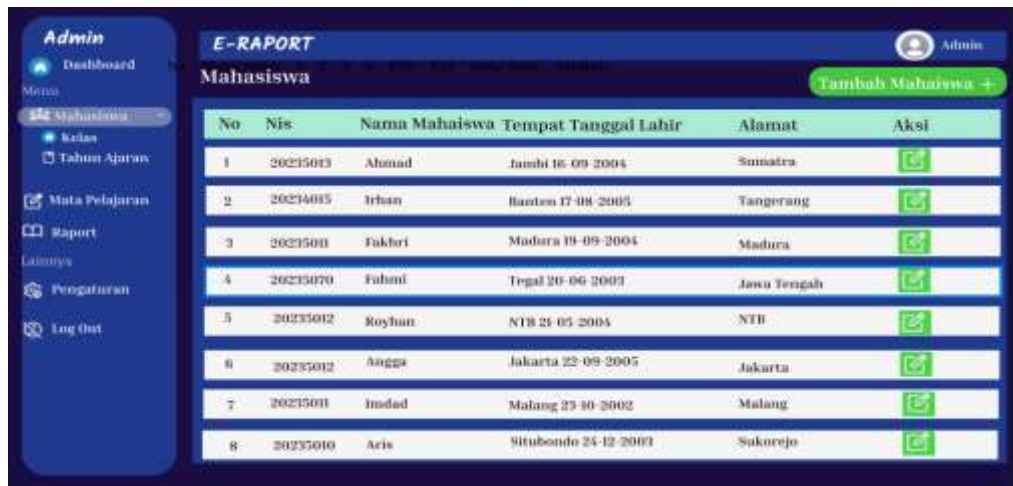 Admin
Dashboard
Menu
Mahasiswa
Kelas
Tahun Ajaran
Mata Pelajaran
Raport
Lainnya
Pengaturan
Log Out
E-RAPORT
Admin
Mahasiswa
Tambah Mahaiswa +
No Nis Nama Mahaiswa Tempat Tanggal Lahir Alamat Aksi
1 20235013 Ahmad Jambi 16-09-2004 Sumatra
2 20234015 Irhan Banten 17-08-2005 Tangerang
3 20235011 Fakhri Madura 19-09-2004 Madura
4 20235070 Fahmi Tegal 20-06-2003 Jawa Tengah
5 20235012 Royhan NTB 21-05-2004 NTB
6 20235012 Angga Jakarta 22-09-2005 Jakarta
7 20235011 Imdad Malang 23-10-2002 Malang
8 20235010 Aris Situbondo 24-12-2003 Sukorejo